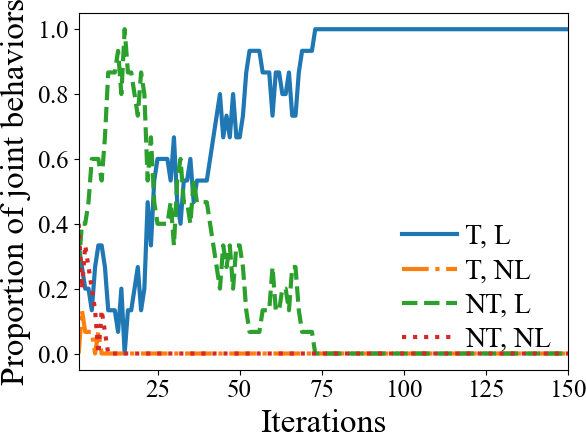 Proportion of joint behaviors
1.0
0.8
0.6
0.4
0.2
0.0
T, L
T, NL
NT, L
NT, NL
25 50 75 100 125 150
Iterations